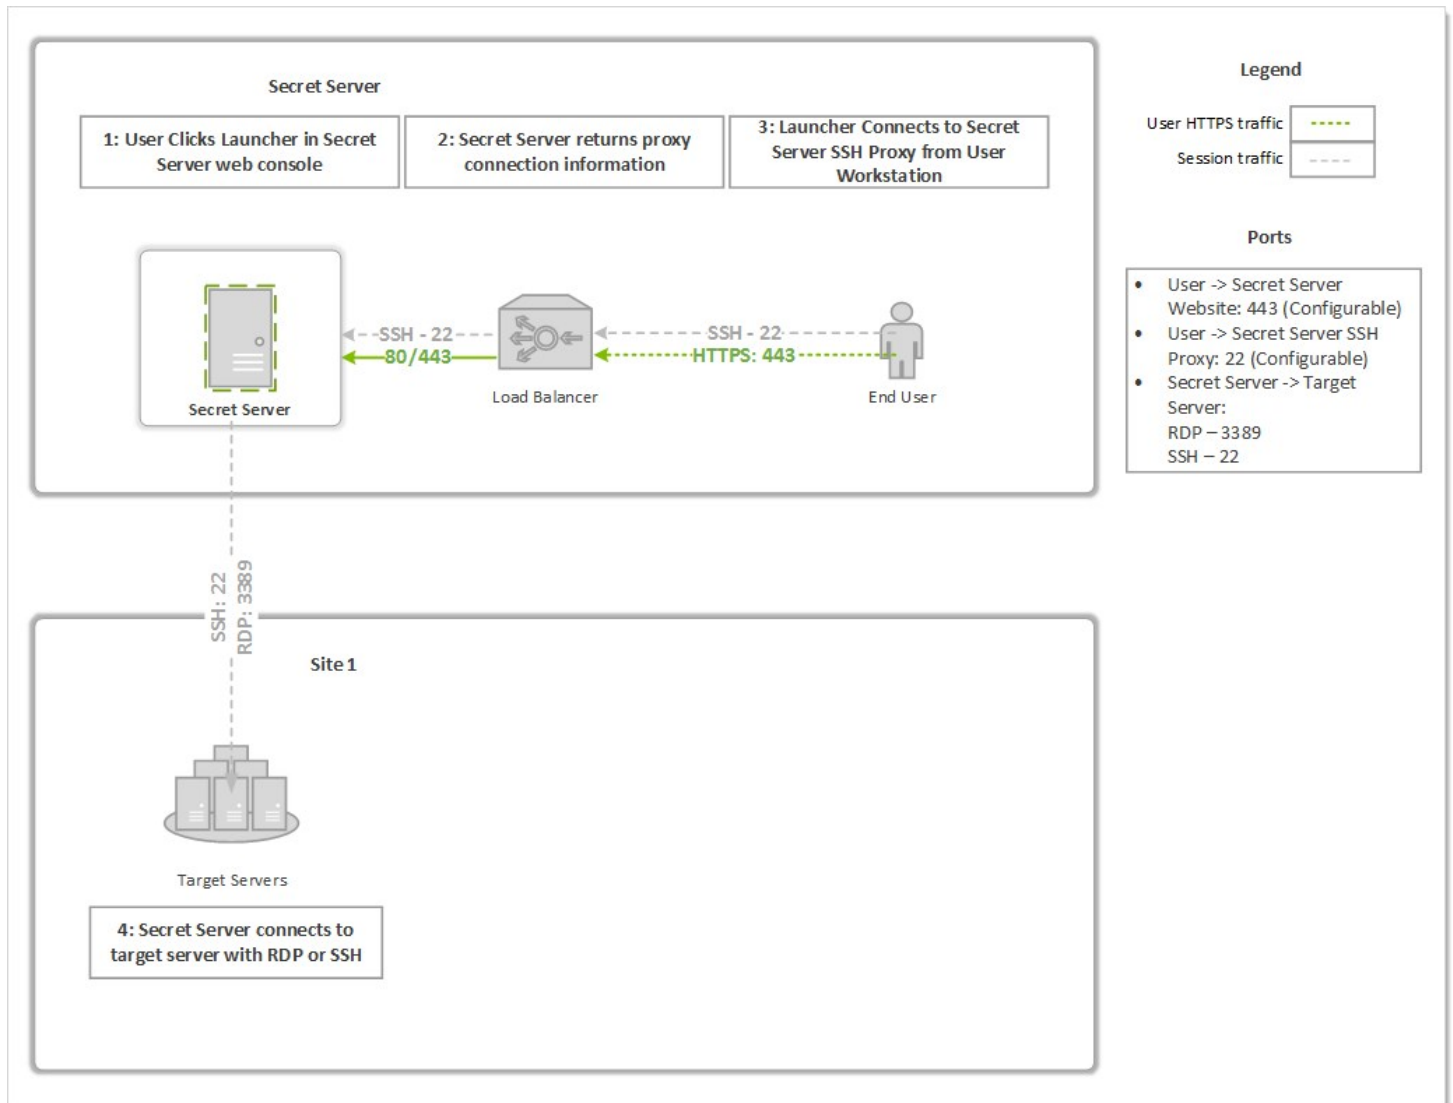 Secret Server
1: User Clicks Launcher in Secret
Server web console
2: Secret Server returns proxy
connection information
3: Launcher Connects to Secret
Server SSH Proxy from User
Workstation
SSH - 22
80/443
SSH - 22
HTTPS: 443
Secret Server
Load Balancer
End User
Legend
User HTTPS traffic
Session traffic
Ports
• User -> Secret Server
Website: 443 (Configurable)
• User -> Secret Server SSH
Proxy: 22 (Configurable)
• Secret Server -> Target
Server:
RDP – 3389
SSH – 22
SSH: 22
RDP: 3389
Site 1
Target Servers
4: Secret Server connects to
target server with RDP or SSH